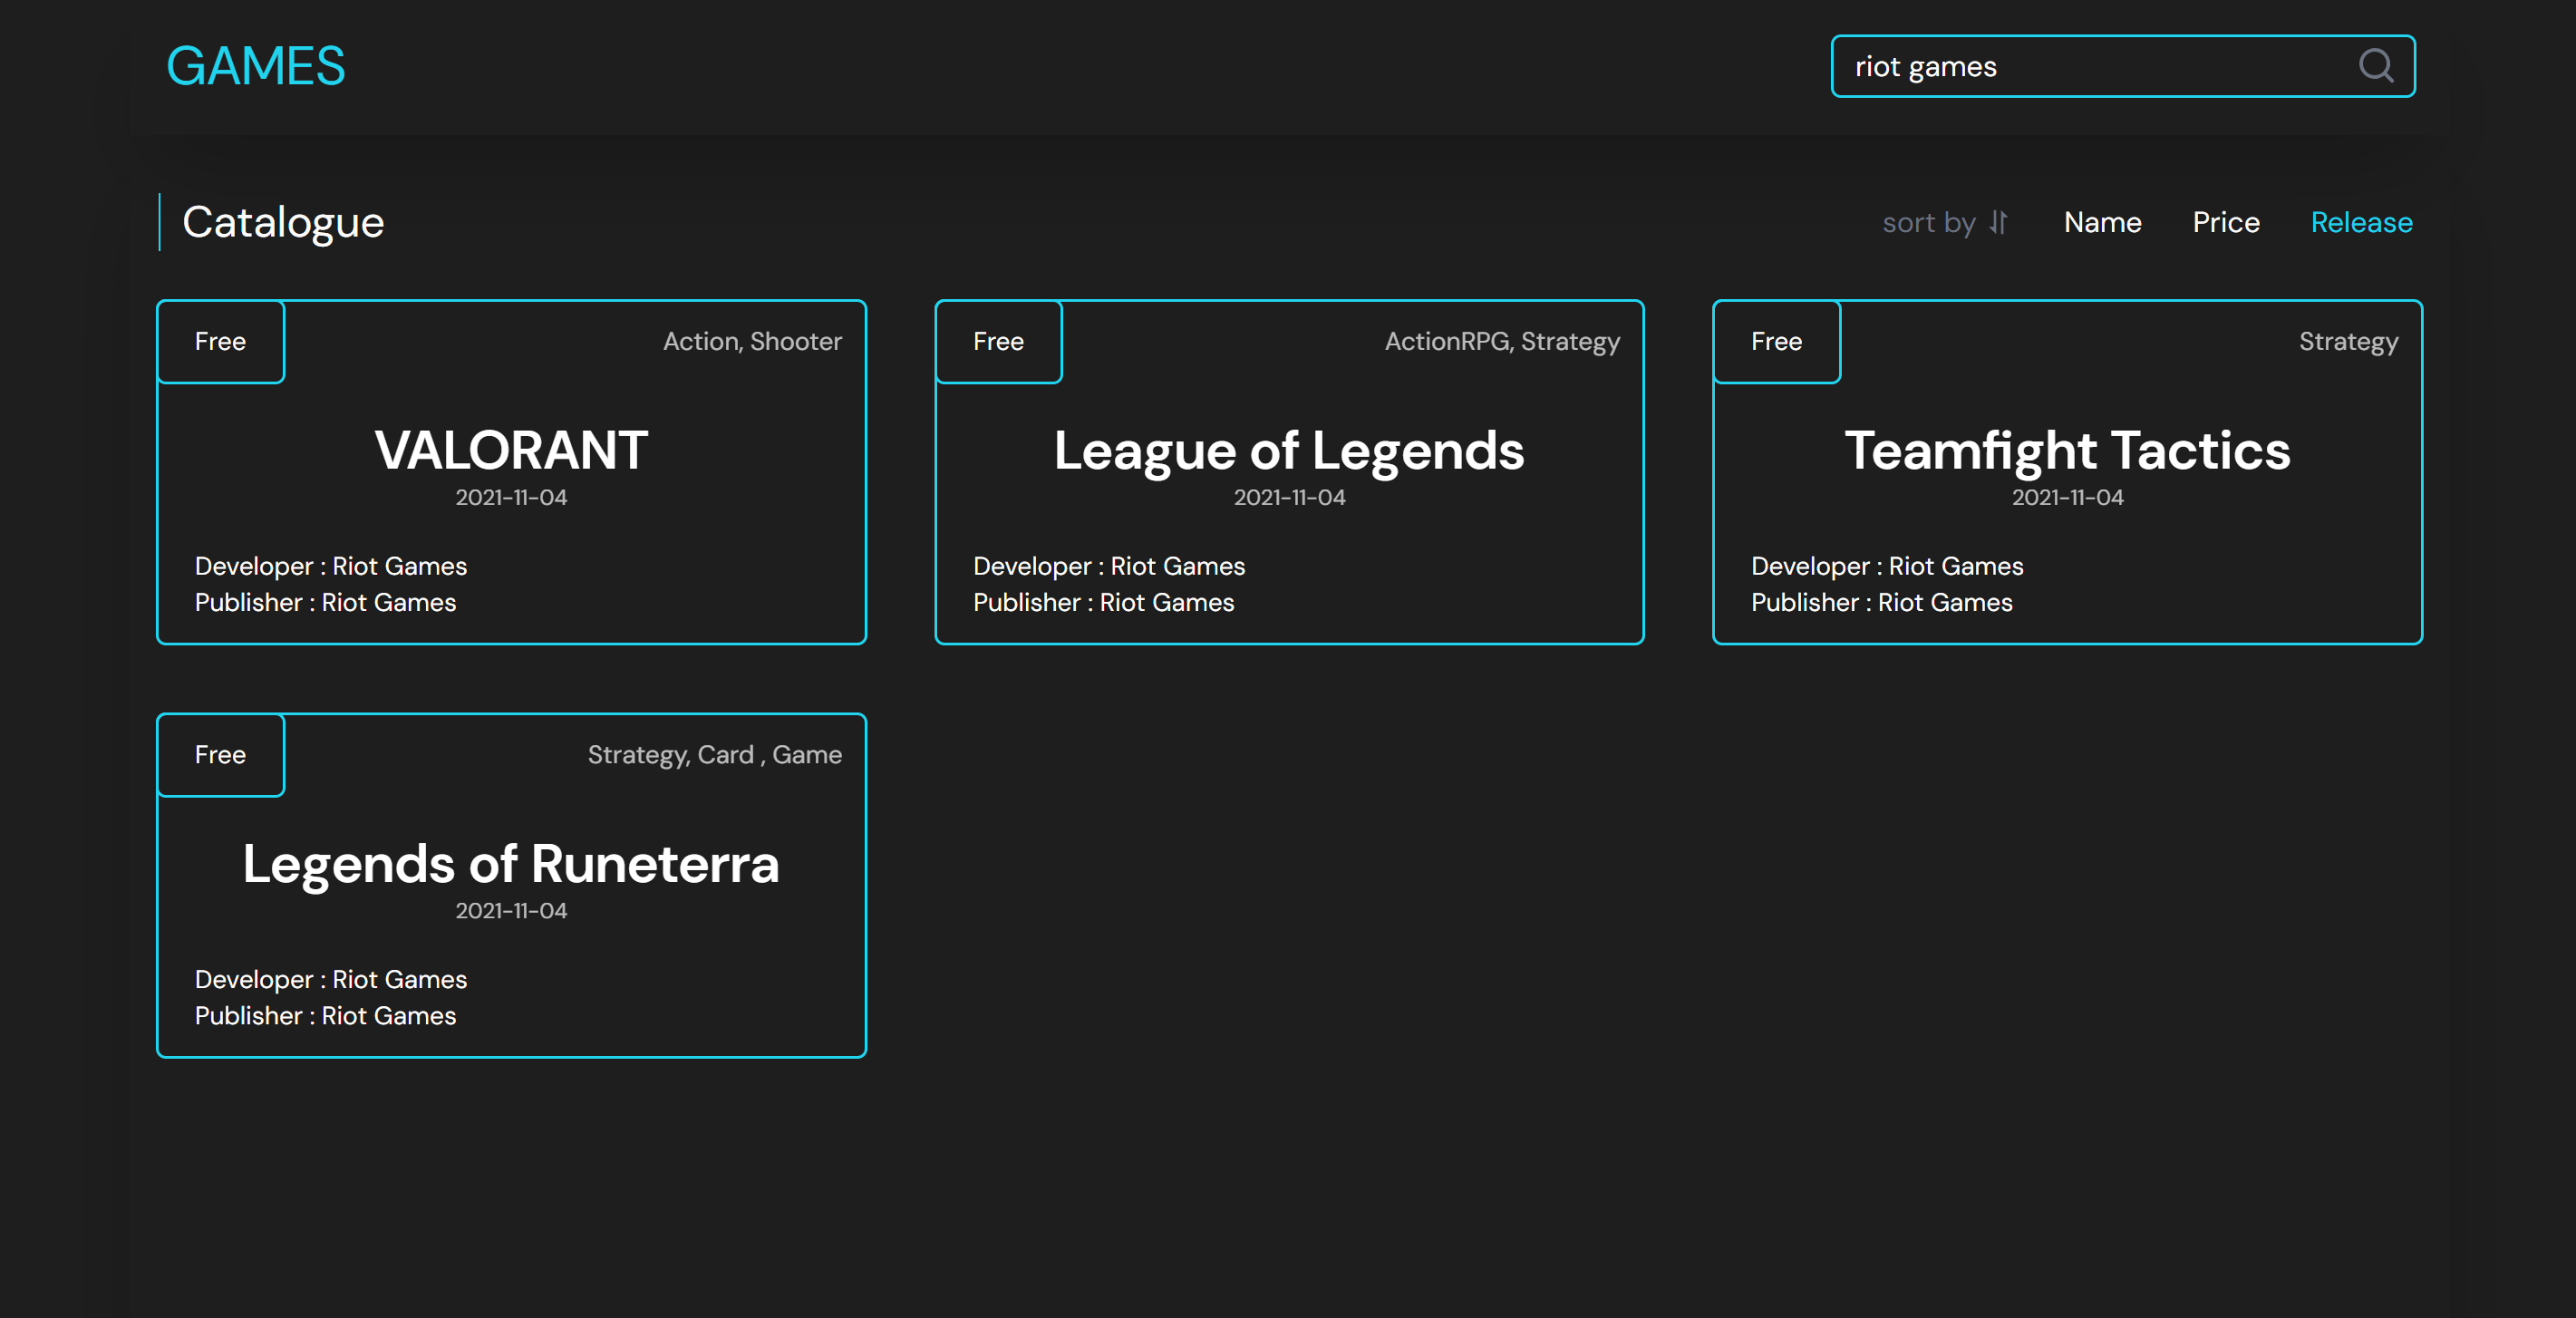 GAMES
riot games
Catalogue
sort by Name Price Release
Free
Action, Shooter
VALORANT
2021-11-04
Developer : Riot Games
Publisher : Riot Games
Free
ActionRPG, Strategy
League of Legends
2021-11-04
Developer : Riot Games
Publisher : Riot Games
Free
Strategy
Teamfight Tactics
2021-11-04
Developer : Riot Games
Publisher : Riot Games
Free
Strategy, Card , Game
Legends of Runeterra
2021-11-04
Developer : Riot Games
Publisher : Riot Games